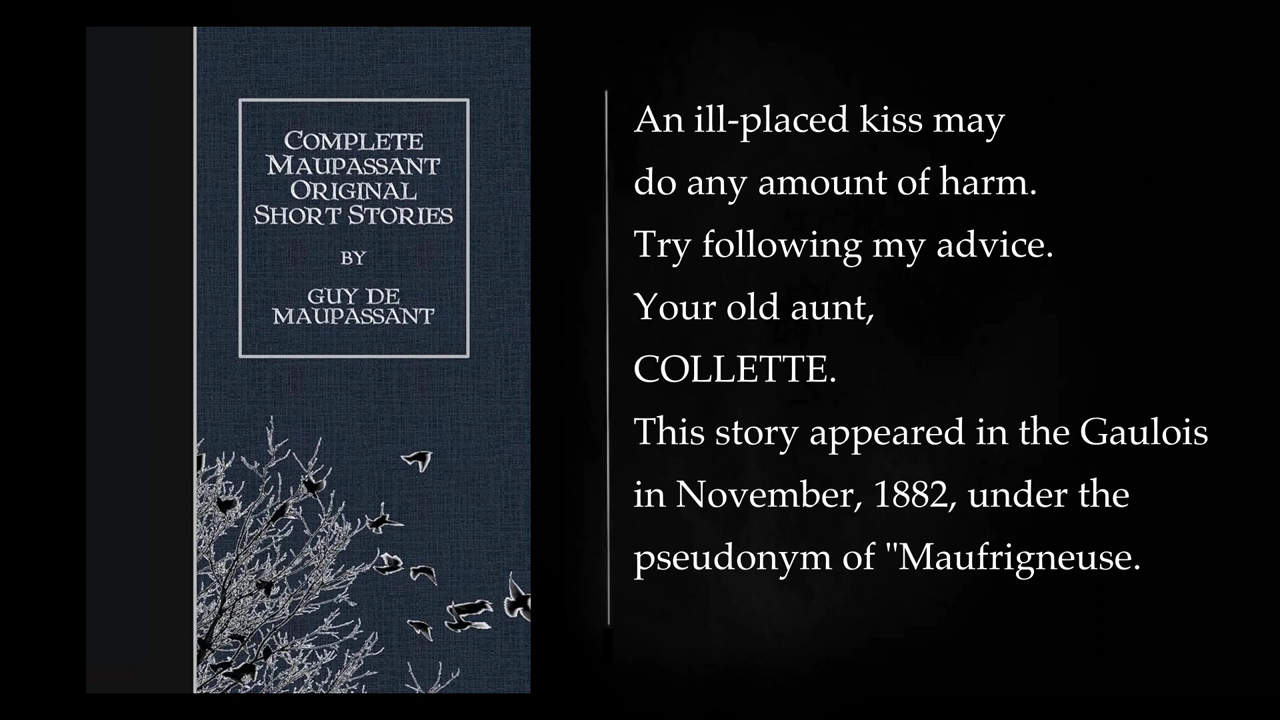 COMPLETE
MAUPASSANT
ORIGINAL
SHORT STORIES
BY
GUY DE
MAUPASSANT
An ill-placed kiss may
do any amount of harm.
Try following my advice.
Your old aunt,
COLLETTE.
This story appeared in the Gaulois
in November, 1882, under the
pseudonym of "Maufrigneuse.